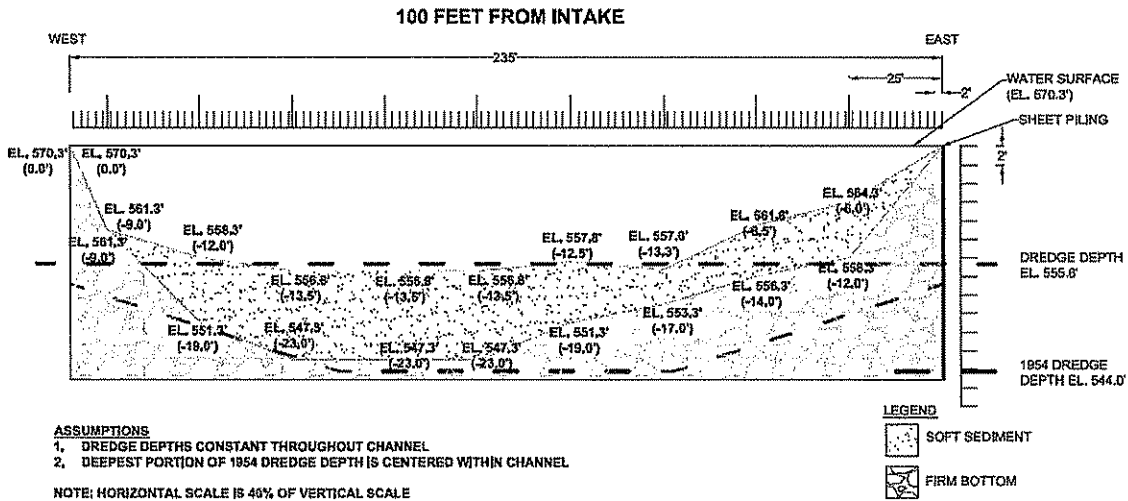 100 FEET FROM INTAKE
WEST
EAST
235'
25'
2'
WATER SURFACE
(EL. 570.3')
SHEET PILING
2'
EL. 570.3'
(0.0')
EL. 570.3'
(0.0')
EL. 561.3'
(-9.0')
EL. 561.3'
(-9.0')
EL. 558.3'
(-12.0')
EL. 557.8'
(-12.5')
EL. 557.0'
(-13.3')
EL. 561.8'
(-8.5')
EL. 564.3'
(-6.0')
EL. 556.8'
(-13.5')
EL. 556.8'
(-13.5')
EL. 556.8'
(-13.5')
EL. 558.3'
(-12.0')
EL. 556.3'
(-14.0')
EL. 553.3'
(-17.0')
EL. 551.3'
(-19.0')
EL. 551.3'
(-19.0')
EL. 547.3'
(-23.0')
EL. 547.3'
(-23.0')
EL. 547.3'
(-23.0')
DREDGE DEPTH
EL. 555.8'
1954 DREDGE
DEPTH EL. 544.0'
ASSUMPTIONS
1. DREDGE DEPTHS CONSTANT THROUGHOUT CHANNEL
2. DEEPEST PORTION OF 1954 DREDGE DEPTH IS CENTERED WITHIN CHANNEL
NOTE: HORIZONTAL SCALE IS 40% OF VERTICAL SCALE
LEGEND
SOFT SEDIMENT
FIRM BOTTOM